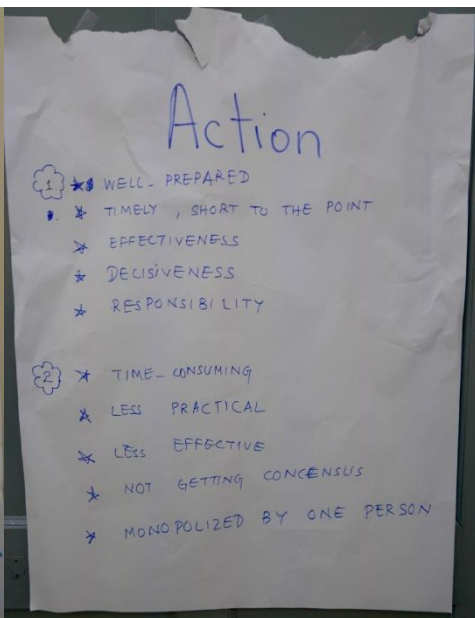 Action
1 WELL-PREPARED
TIMELY, SHORT TO THE POINT
EFFECTIVENESS
DECISIVENESS
RESPONSIBILITY
2 TIME-CONSUMING
LESS PRACTICAL
LESS EFFECTIVE
NOT GETTING CONCENSUS
MONOPOLIZED BY ONE PERSON